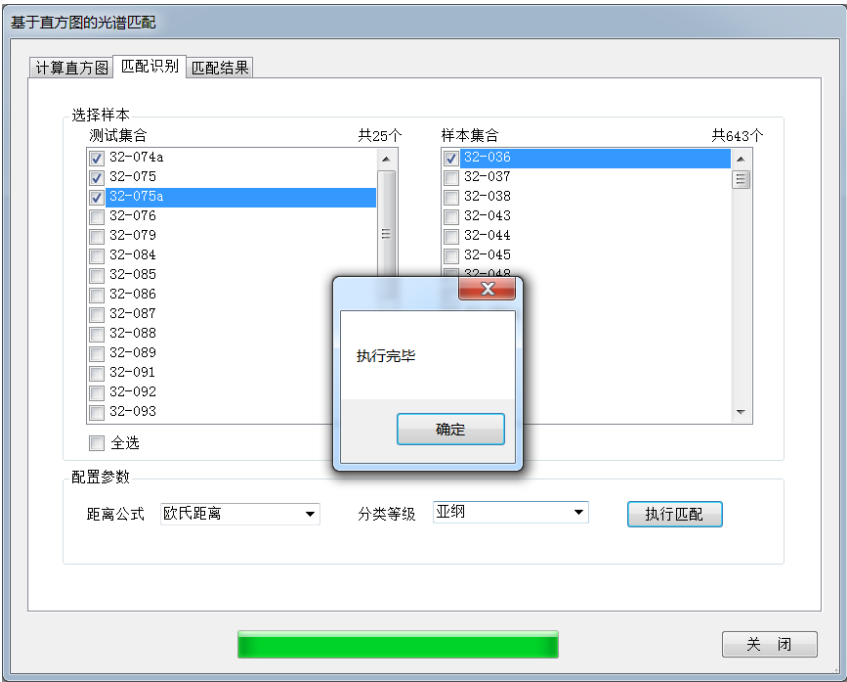 基于直方图的光谱匹配
计算直方图 匹配识别 匹配结果
选择样本
测试集合 共25个 样本集合 共643个
32-074a 32-036
32-075 32-037
32-075a 32-038
32-076 32-043
32-079 32-044
32-084 32-045
32-085 32-048
32-086
32-087
32-088
32-089
32-091
32-092
32-093
执行完毕
确定
全选
配置参数
距离公式 欧氏距离 分类等级 亚纲 执行匹配
关 闭